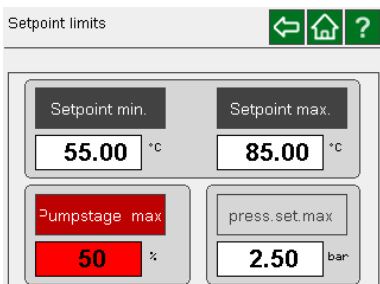 Setpoint limits
?
Setpoint min. Setpoint max.
55.00 °C 85.00 °C
Pumpstage max press.set.max
50 % 2.50 bar